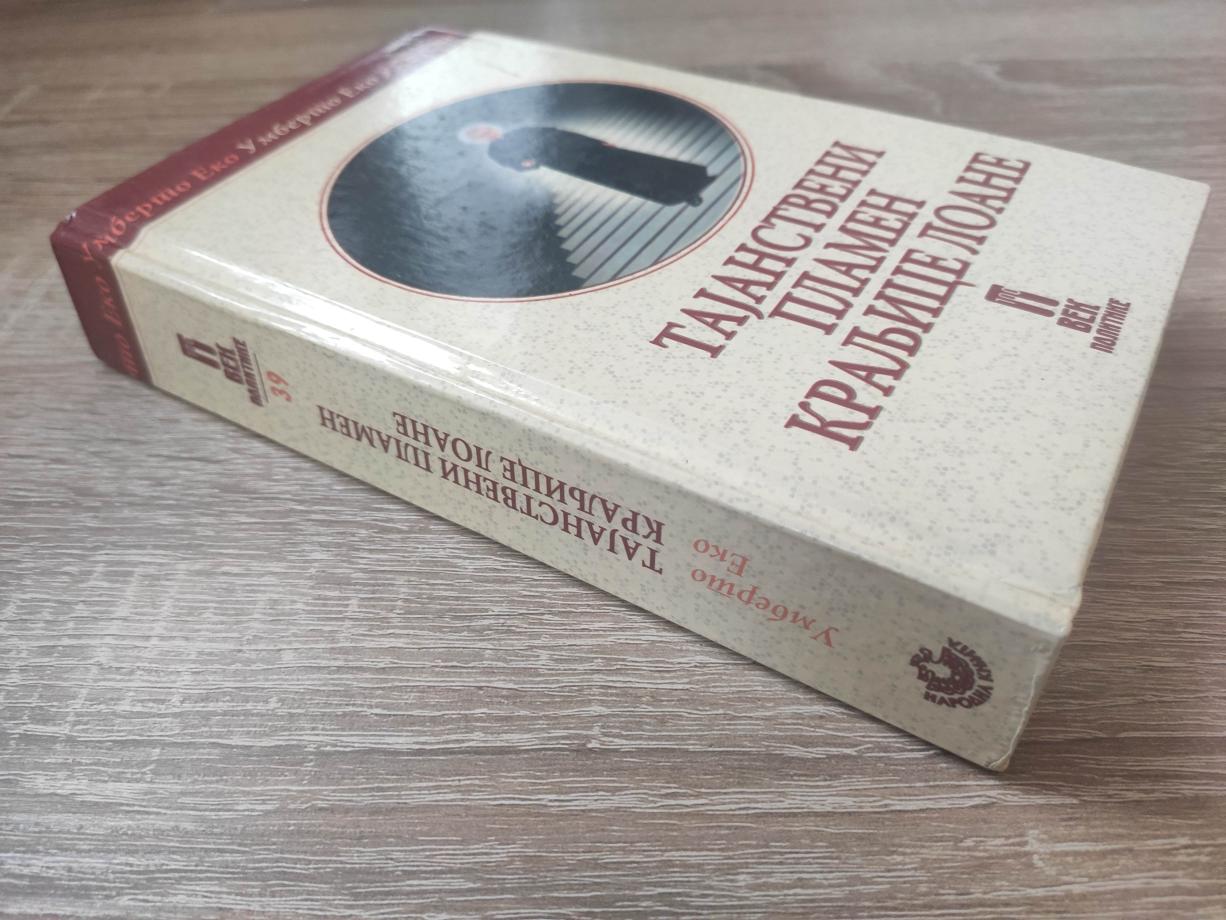 Умберто Еко Умберто Еко
ТАЈАНСТВЕНИ
ПЛАМЕН
КРАЉИЦЕ ЛОАНЕ
ВЕК
ПОЛИТИКЕ
Умберто
Еко
ТАЈАНСТВЕНИ ПЛАМЕН
КРАЉИЦЕ ЛОАНЕ
ВЕК
ПОЛИТИКЕ
39
НАРОДНА КЊИГА